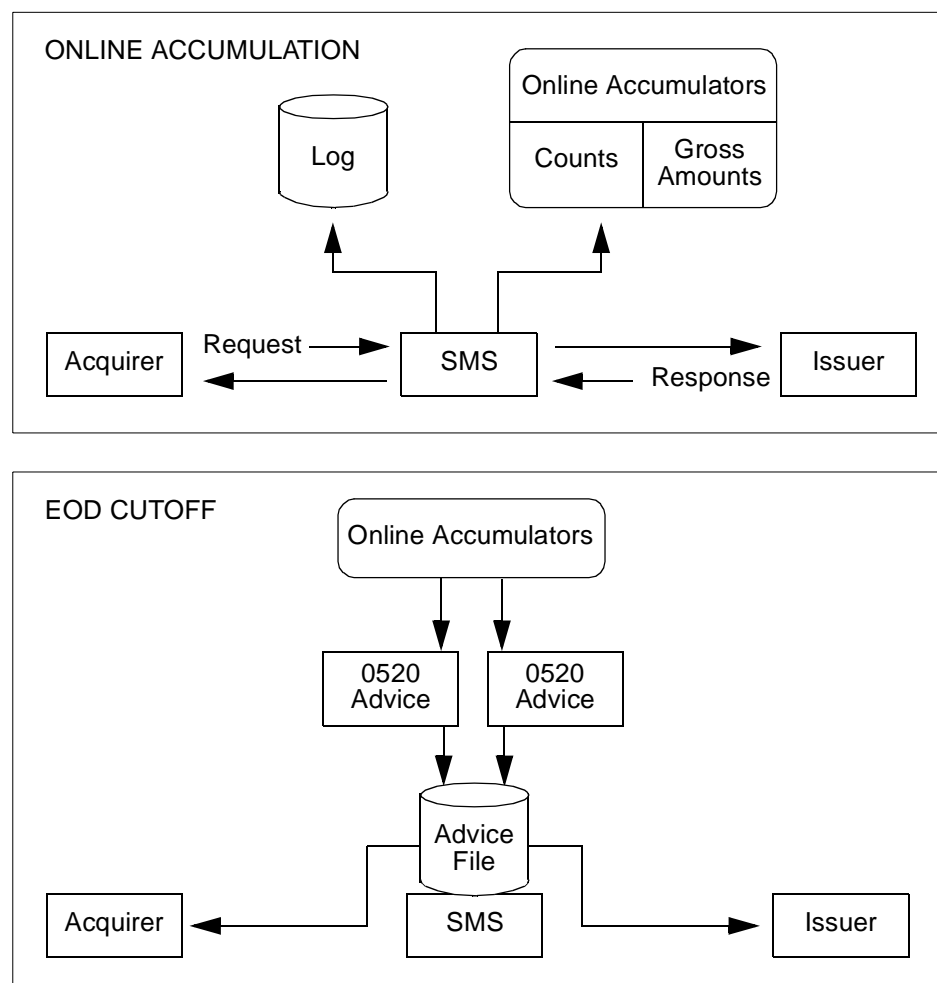 ONLINE ACCUMULATION
Online Accumulators
Log
Counts
Gross
Amounts
Acquirer
Request
SMS
Response
Issuer
EOD CUTOFF
Online Accumulators
0520
Advice
0520
Advice
Advice
File
Acquirer
SMS
Issuer